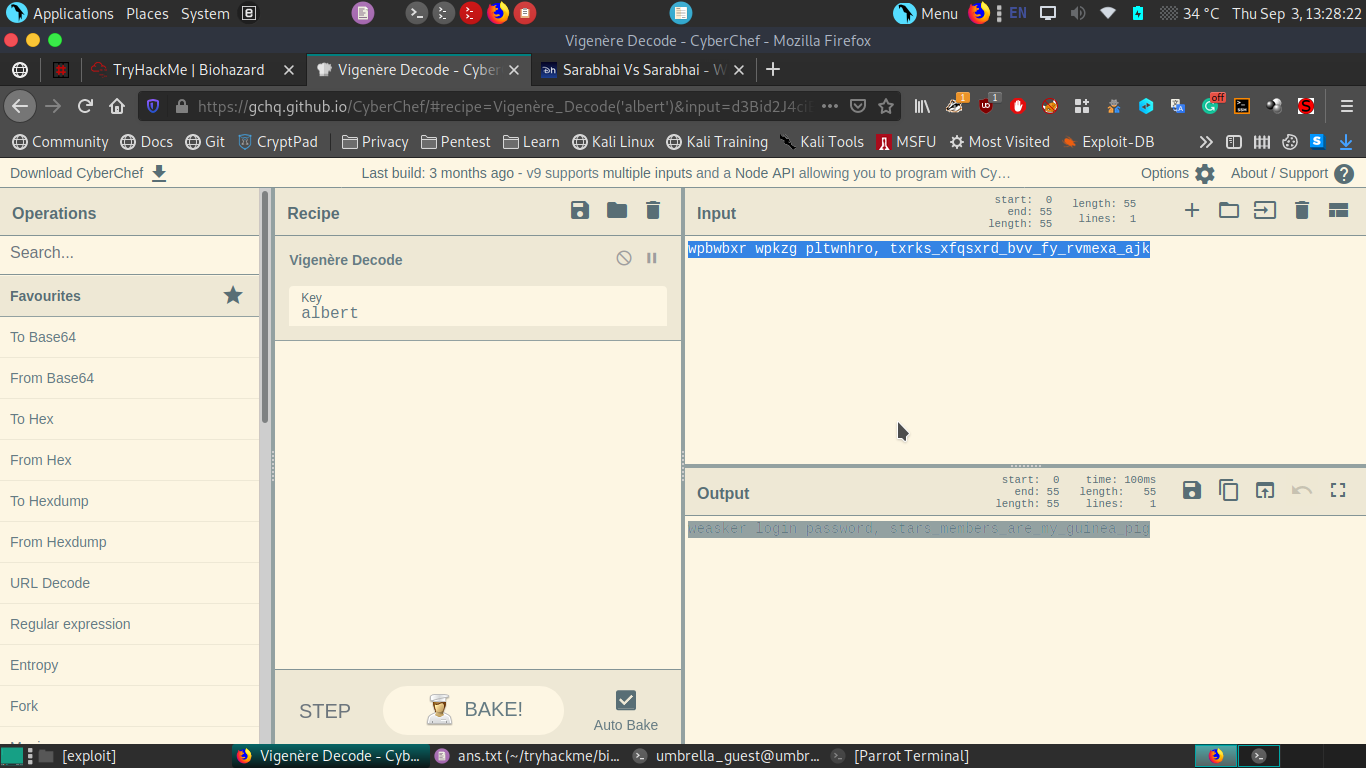 Applications Places System EN 34 °C Thu Sep 3, 13:28:22
Menu
Vigenère Decode - CyberChef - Mozilla Firefox
TryHackMe | Biohazard
Vigenère Decode - Cyber
Sarabhai Vs Sarabhai - W
https://gchq.github.io/CyberChef/#recipe=Vigenère_Decode('albert')&input=d3Bid2J4ci
1 1 off
Community Docs Git CryptPad Privacy Pentest Learn Kali Linux Kali Training Kali Tools MSFU Most Visited Exploit-DB
Download CyberChef
Last build: 3 months ago - v9 supports multiple inputs and a Node API allowing you to program with Cy…
Options About / Support
Operations
Search...
Favourites
To Base64
From Base64
To Hex
From Hex
To Hexdump
From Hexdump
URL Decode
Regular expression
Entropy
Fork
Recipe
Vigenère Decode
Key
albert
STEP
BAKE!
Auto Bake
Input
start: 0
end: 55
length: 55
length: 55
lines: 1
wpbwbxr wpkzg pltwnhro, txrks_xfqsxrd_bvv_fy_rvmexa_ajk
Output
start: 0
end: 55
length: 55
time: 100ms
length: 55
lines: 1
weasker login password, stars_members_are_my_guinea_pig
[exploit]
Vigenère Decode - Cyb...
ans.txt (~/tryhackme/bi...
umbrella_guest@umbr...
[Parrot Terminal]